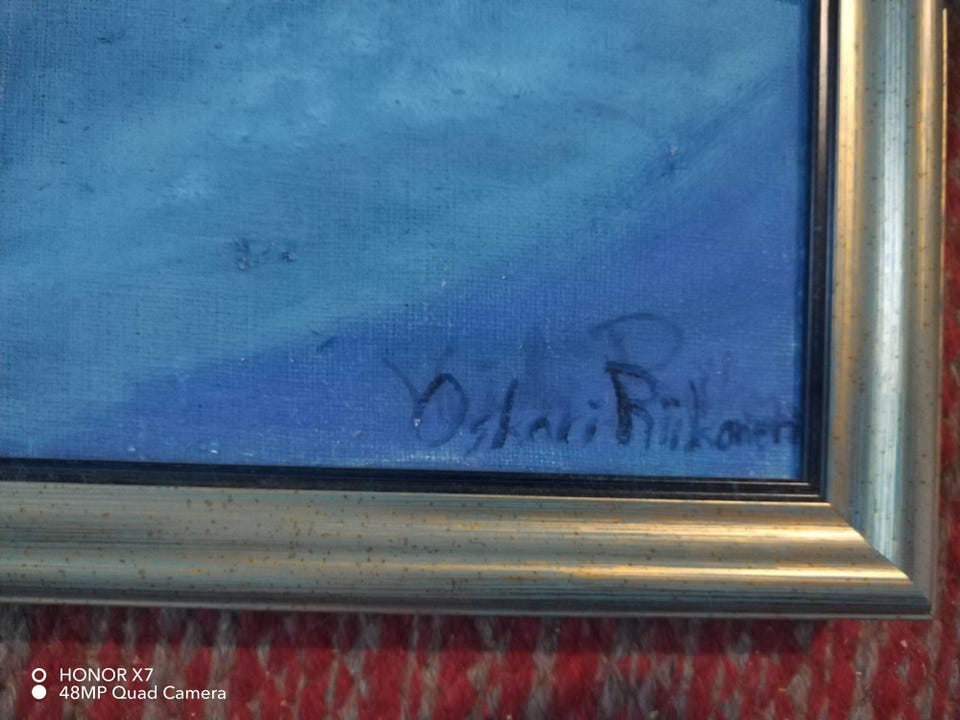 Oskari Riikonen
HONOR X7
48MP Quad Camera